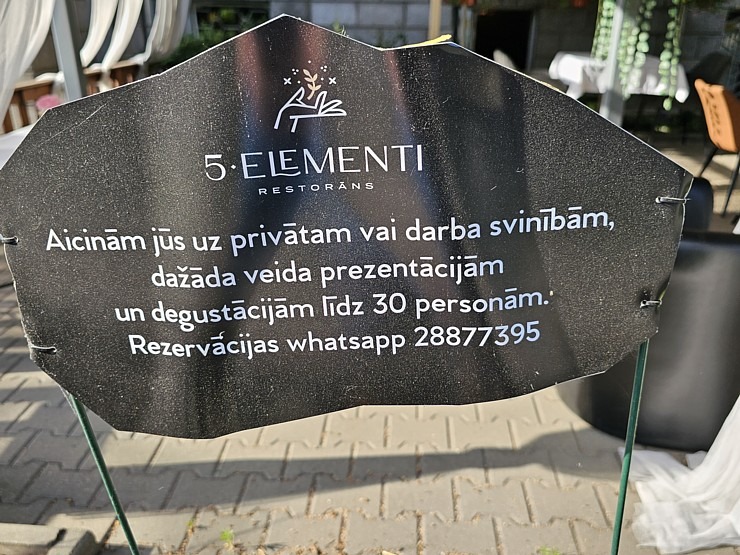 5·ELEMENTI
RESTORĀNS
Aicinām jūs uz privātam vai darba svinībām,
dažāda veida prezentācijām
un degustācijām līdz 30 personām.
Rezervācijas whatsapp 28877395